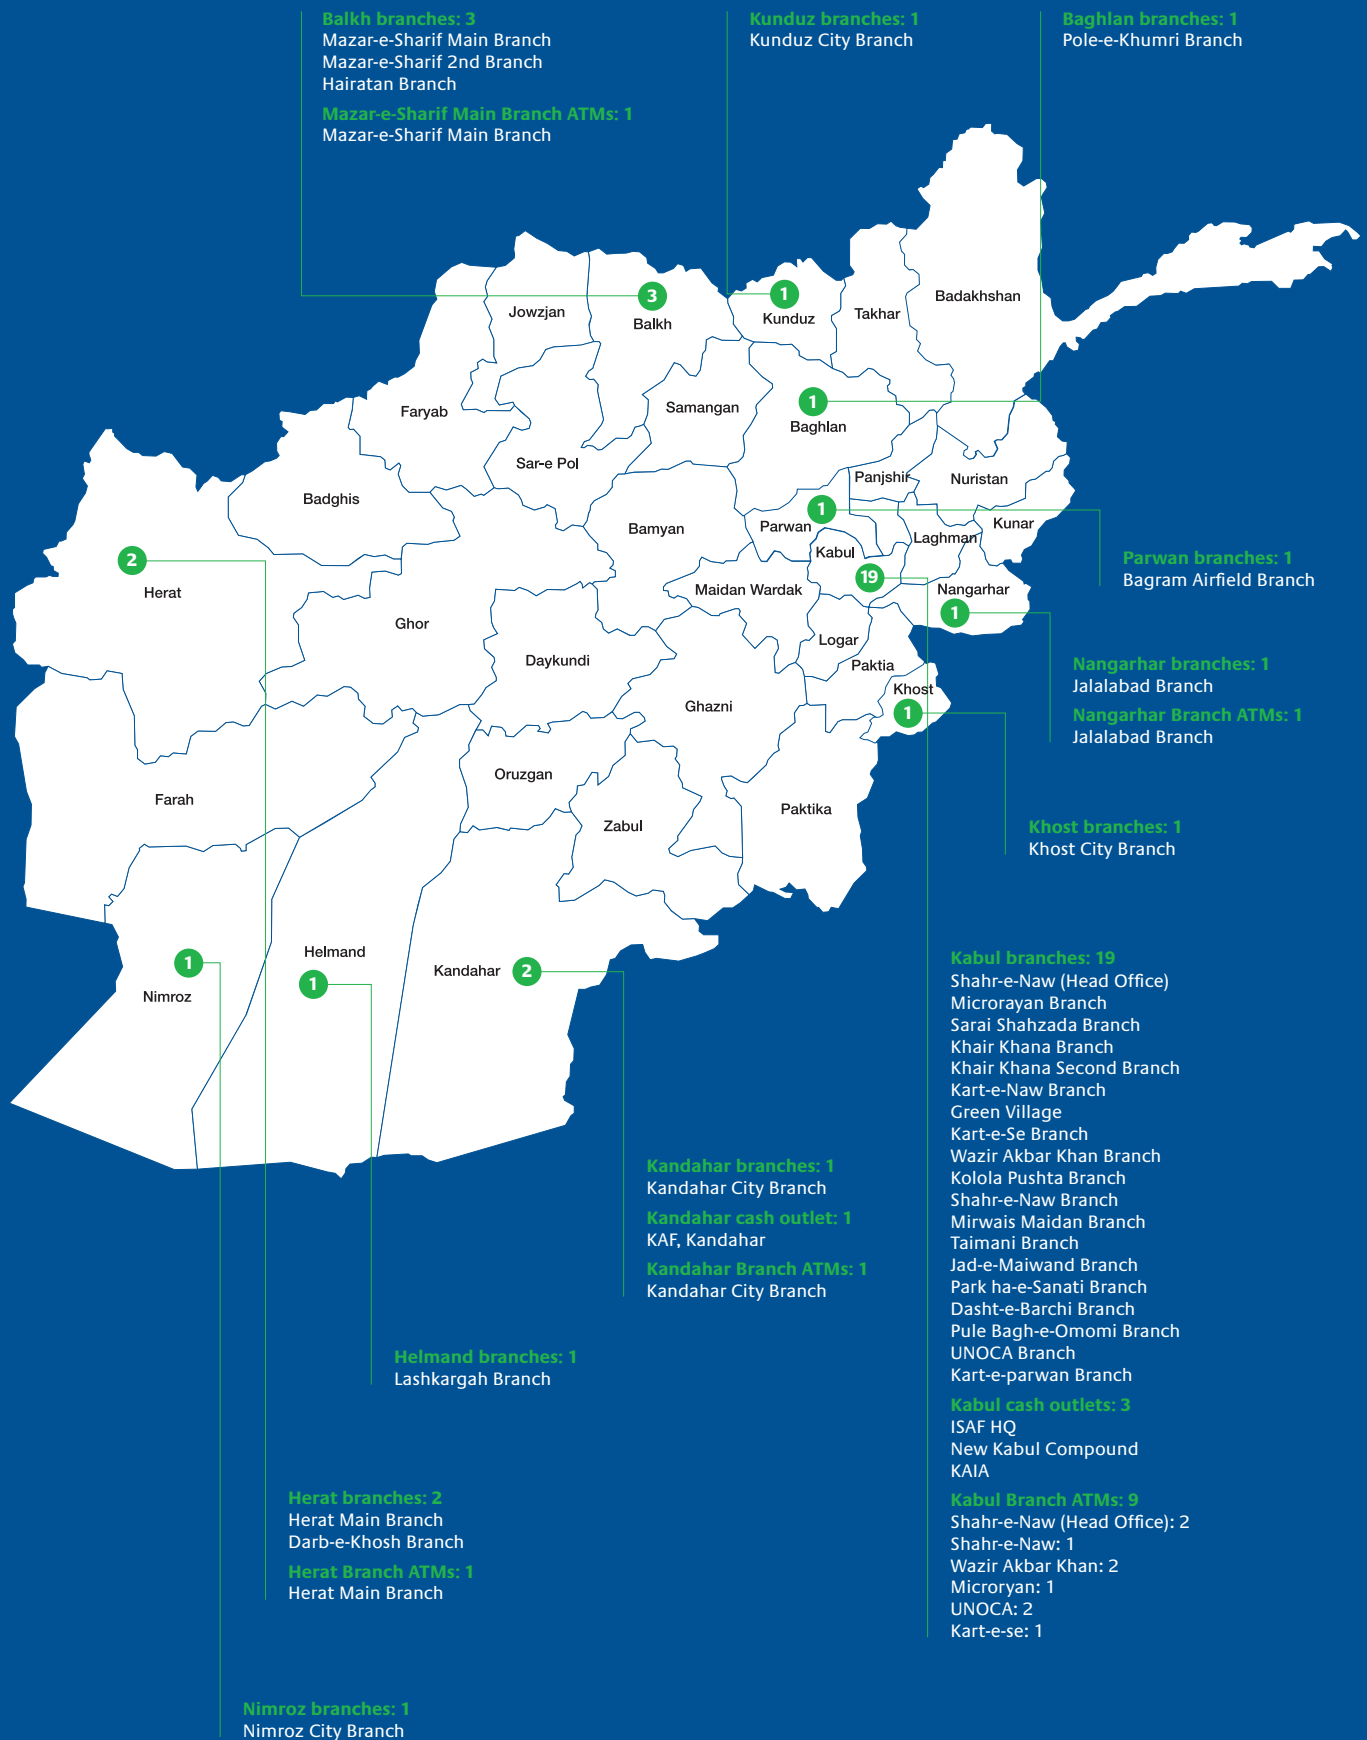 Balkh branches: 3
Mazar-e-Sharif Main Branch
Mazar-e-Sharif 2nd Branch
Hairatan Branch
Mazar-e-Sharif Main Branch ATMs: 1
Mazar-e-Sharif Main Branch
Kunduz branches: 1
Kunduz City Branch
Baghlan branches: 1
Pole-e-Khumri Branch
Jowzjan
3
Balkh
1
Kunduz
Takhar
Badakhshan
Faryab
Samangan
1
Baghlan
Sar-e Pol
Badghis
Panjshir
Nuristan
Bamyan
1
Parwan
Kunar
Laghman
Kabul
2
Herat
19
Maidan Wardak
Nangarhar
1
Ghor
Logar
Daykundi
Paktia
Khost
1
Ghazni
Oruzgan
Farah
Zabul
Paktika
Helmand
1
1
Nimroz
Kandahar
2
Parwan branches: 1
Bagram Airfield Branch
Nangarhar branches: 1
Jalalabad Branch
Nangarhar Branch ATMs: 1
Jalalabad Branch
Khost branches: 1
Khost City Branch
Kabul branches: 19
Shahr-e-Naw (Head Office)
Microrayan Branch
Sarai Shahzada Branch
Khair Khana Branch
Khair Khana Second Branch
Kart-e-Naw Branch
Green Village
Kart-e-Se Branch
Wazir Akbar Khan Branch
Kolola Pushta Branch
Shahr-e-Naw Branch
Mirwais Maidan Branch
Taimani Branch
Jad-e-Maiwand Branch
Park ha-e-Sanati Branch
Dasht-e-Barchi Branch
Pule Bagh-e-Omomi Branch
UNOCA Branch
Kart-e-parwan Branch
Kabul cash outlets: 3
ISAF HQ
New Kabul Compound
KAIA
Kabul Branch ATMs: 9
Shahr-e-Naw (Head Office): 2
Shahr-e-Naw: 1
Wazir Akbar Khan: 2
Microryan: 1
UNOCA: 2
Kart-e-se: 1
Kandahar branches: 1
Kandahar City Branch
Kandahar cash outlet: 1
KAF, Kandahar
Kandahar Branch ATMs: 1
Kandahar City Branch
Helmand branches: 1
Lashkargah Branch
Herat branches: 2
Herat Main Branch
Darb-e-Khosh Branch
Herat Branch ATMs: 1
Herat Main Branch
Nimroz branches: 1
Nimroz City Branch